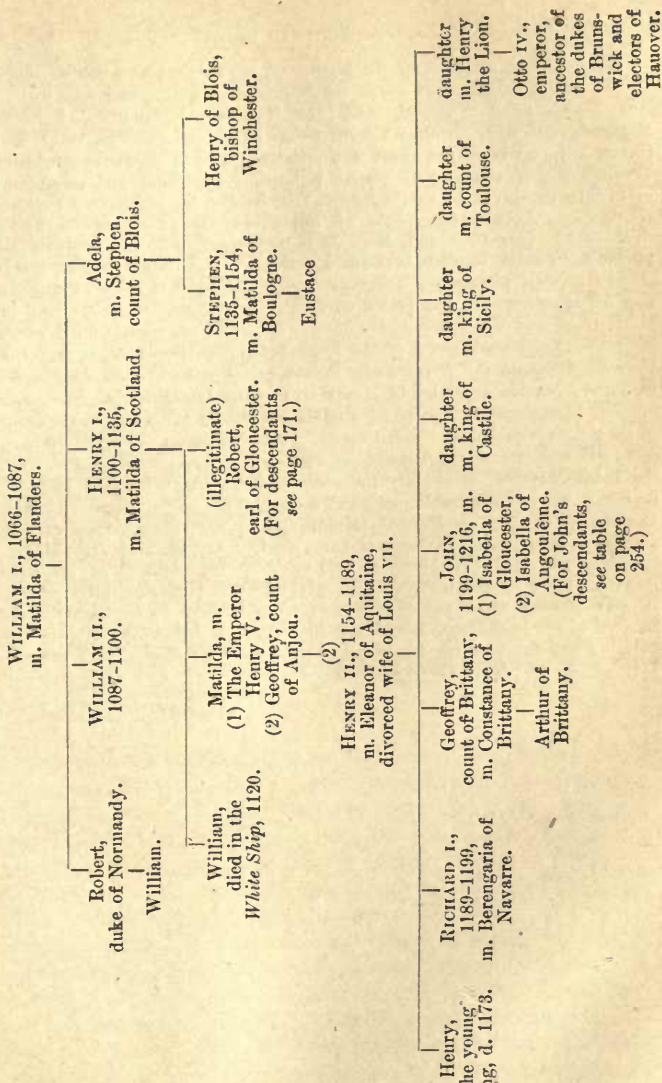 WILLIAM I., 1066–1087,
m. Matilda of Flanders.
Robert,
duke of Normandy.
William.
WILLIAM II.,
1087–1100.
HENRY I.,
1100–1135,
m. Matilda of Scotland.
Adela,
m. Stephen,
count of Blois.
William,
died in the
White Ship, 1120.
Matilda, m.
(1) The Emperor
Henry V.
(2) Geoffrey, count
of Anjou.
(illegitimate)
Robert,
earl of Gloucester.
(For descendants,
see page 171.)
STEPHEN,
1135–1154,
m. Matilda of
Boulogne.
Eustace
Henry of Blois,
bishop of
Winchester.
(2)
HENRY II., 1154–1189,
m. Eleanor of Aquitaine,
divorced wife of Louis VII.
Henry,
he young
g, d. 1173.
RICHARD I.,
1189–1199,
m. Berengaria of
Navarre.
Geoffrey,
count of Brittany,
m. Constance of
Brittany.
Arthur of
Brittany.
JOHN,
1199–1216, m.
(1) Isabella of
Gloucester,
(2) Isabella of
Angoulême.
(For John's
descendants,
see table
on page
254.)
daughter
m. king of
Castile.
daughter
m. king of
Sicily.
daughter
m. count of
Toulouse.
daughter
m. Henry
the Lion.
Otto IV.,
emperor,
ancestor of
the dukes
of Bruns-
wick and
electors of
Hanover.